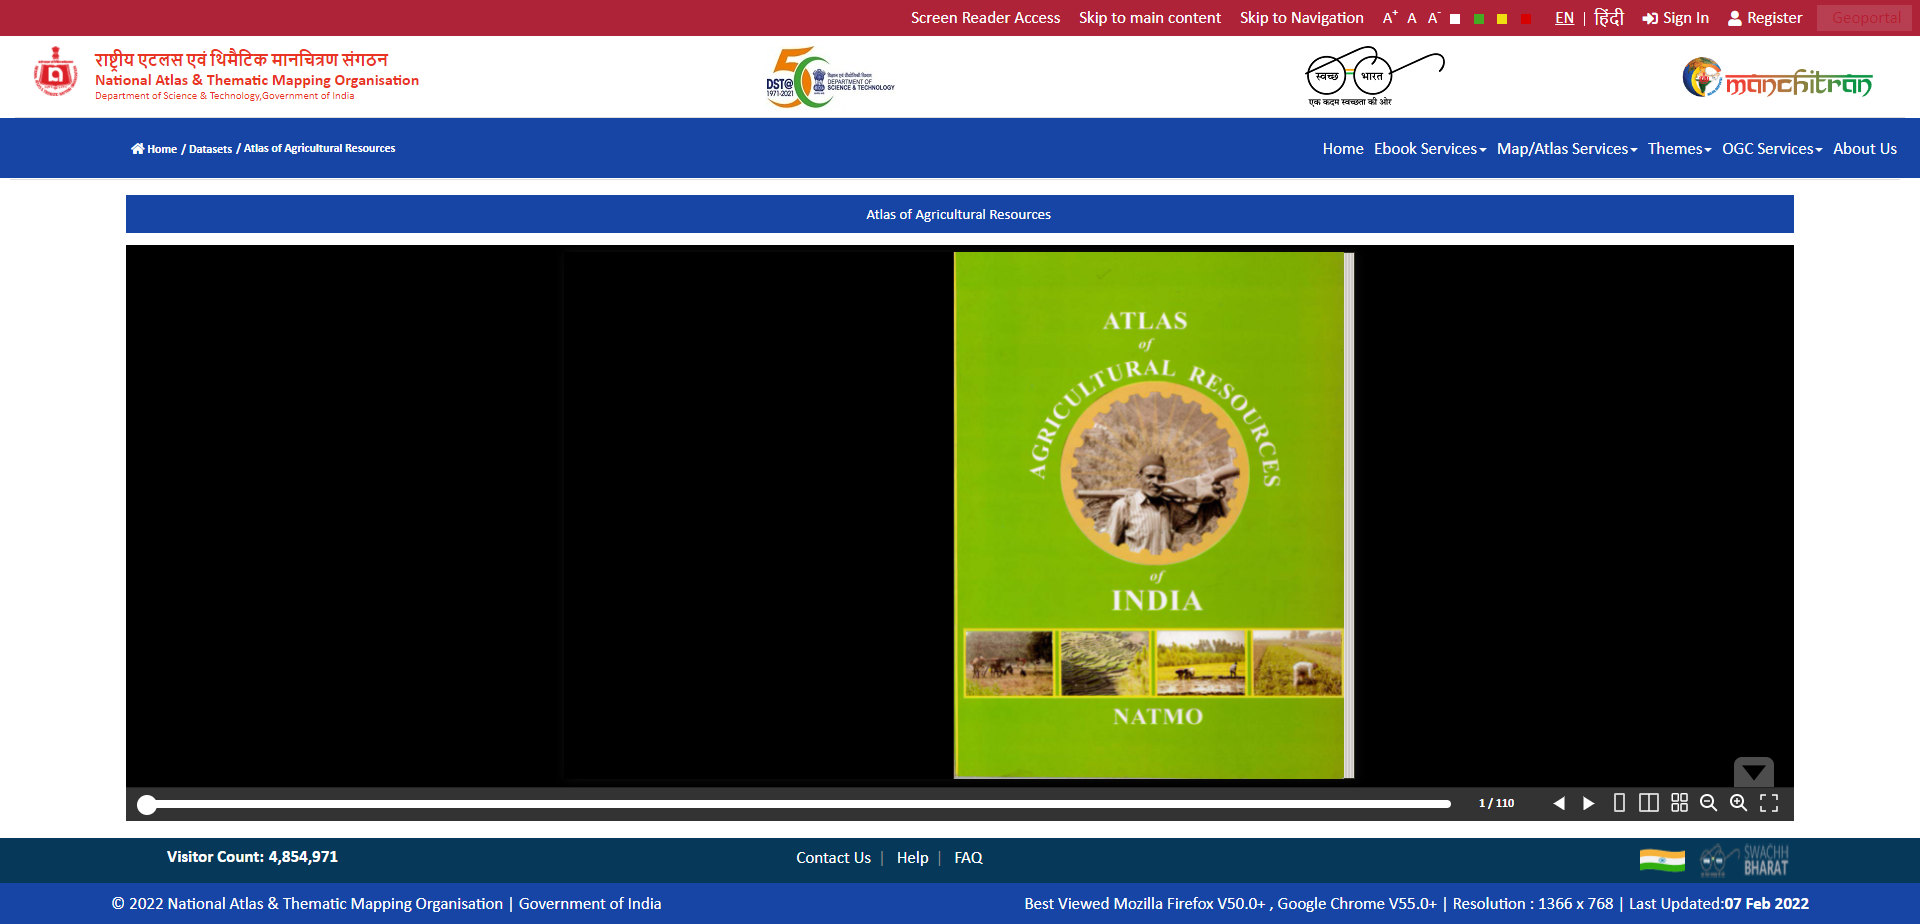 Screen Reader Access Skip to main content Skip to Navigation A+ A A- EN | हिंदी Sign In Register Geoportal
राष्ट्रीय एटलस एवं थिमैटिक मानचित्रण संगठन
National Atlas & Thematic Mapping Organisation
Department of Science & Technology,Government of India
DST@50
1971-2021
विज्ञान एवं प्रौद्योगिकी विभाग
DEPARTMENT OF
SCIENCE & TECHNOLOGY
स्वच्छ भारत
एक कदम स्वच्छता की ओर
manchitran
Home / Datasets / Atlas of Agricultural Resources
Home Ebook Services Map/Atlas Services Themes OGC Services About Us
Atlas of Agricultural Resources
ATLAS
of
AGRICULTURAL RESOURCES
of
INDIA
NATMO
1 / 110
Visitor Count: 4,854,971
Contact Us | Help | FAQ
SWACHH
BHARAT
© 2022 National Atlas & Thematic Mapping Organisation | Government of India
Best Viewed Mozilla Firefox V50.0+ , Google Chrome V55.0+ | Resolution : 1366 x 768 | Last Updated:07 Feb 2022